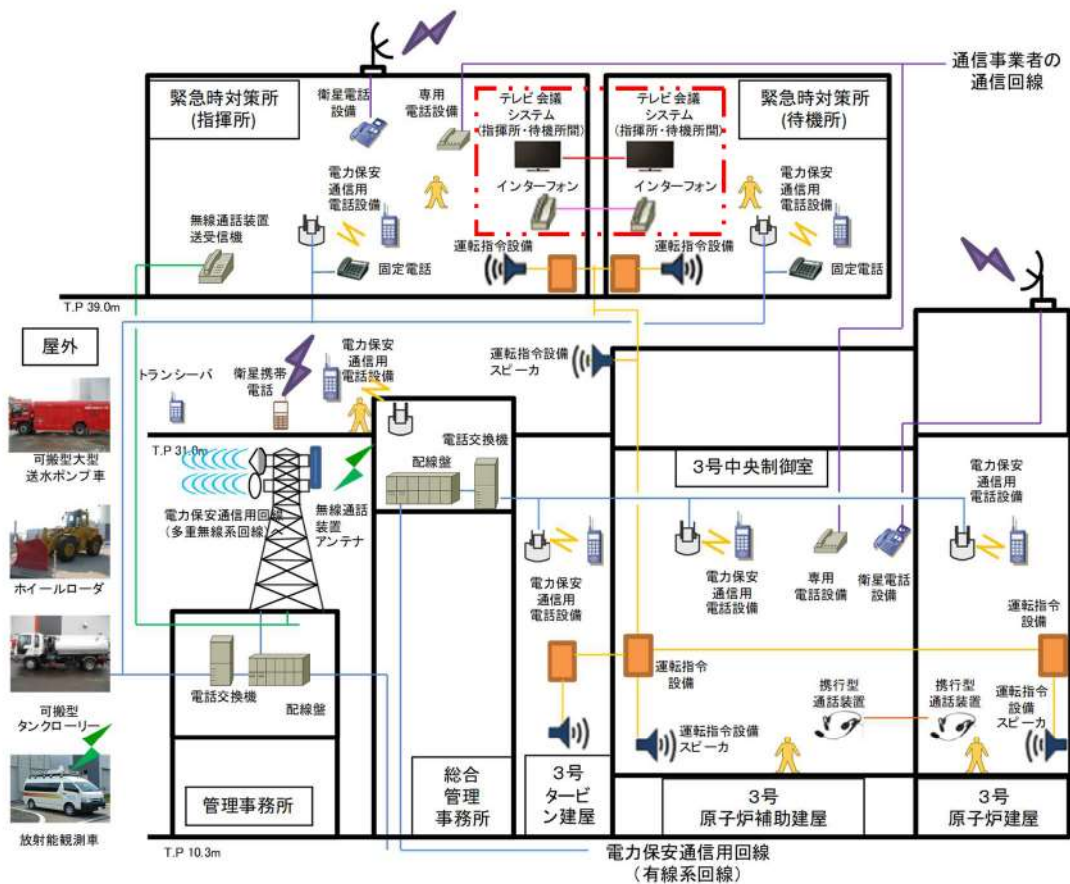 通信事業者の
通信回線
緊急時対策所
(指揮所)
衛星電話
設備
専用
電話設備
テレビ会議
システム
(指揮所・待機所間)
テレビ会議
システム
(指揮所・待機所間)
緊急時対策所
(待機所)
インターフォン
インターフォン
電力保安
通信用
電話設備
電力保安
通信用
電話設備
無線通話装置
送受信機
固定電話
運転指令設備
運転指令設備
固定電話
T.P 39.0m
屋外
トランシーバ
衛星携帯
電話
電力保安
通信用
電話設備
運転指令設備
スピーカ
可搬型大型
送水ポンプ車
T.P 31.0m
電話交換機
配線盤
3号中央制御室
電力保安
通信用
電話設備
電力保安通信用回線
(多重無線系回線)へ
無線通話
装置
アンテナ
ホイールローダ
電力保安
通信用
電話設備
電力保安
通信用
電話設備
専用
電話設備
衛星電話
設備
運転指令
設備
電話交換機
配線盤
運転指令
設備
可搬型
タンクローリー
携行型
通話装置
携行型
通話装置
運転指令
設備
スピーカ
運転指令設備
スピーカ
放射能観測車
管理事務所
総合
管理
事務所
3号
タービ
ン建屋
3号
原子炉補助建屋
3号
原子炉建屋
T.P 10.3m
電力保安通信用回線
(有線系回線)